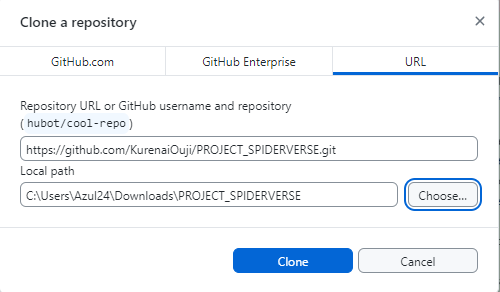 Clone a repository
GitHub.com
GitHub Enterprise
URL
Repository URL or GitHub username and repository
(hubot/cool-repo)
https://github.com/KurenaiOuji/PROJECT_SPIDERVERSE.git
Local path
C:\Users\Azul24\Downloads\PROJECT_SPIDERVERSE
Choose...
Clone
Cancel